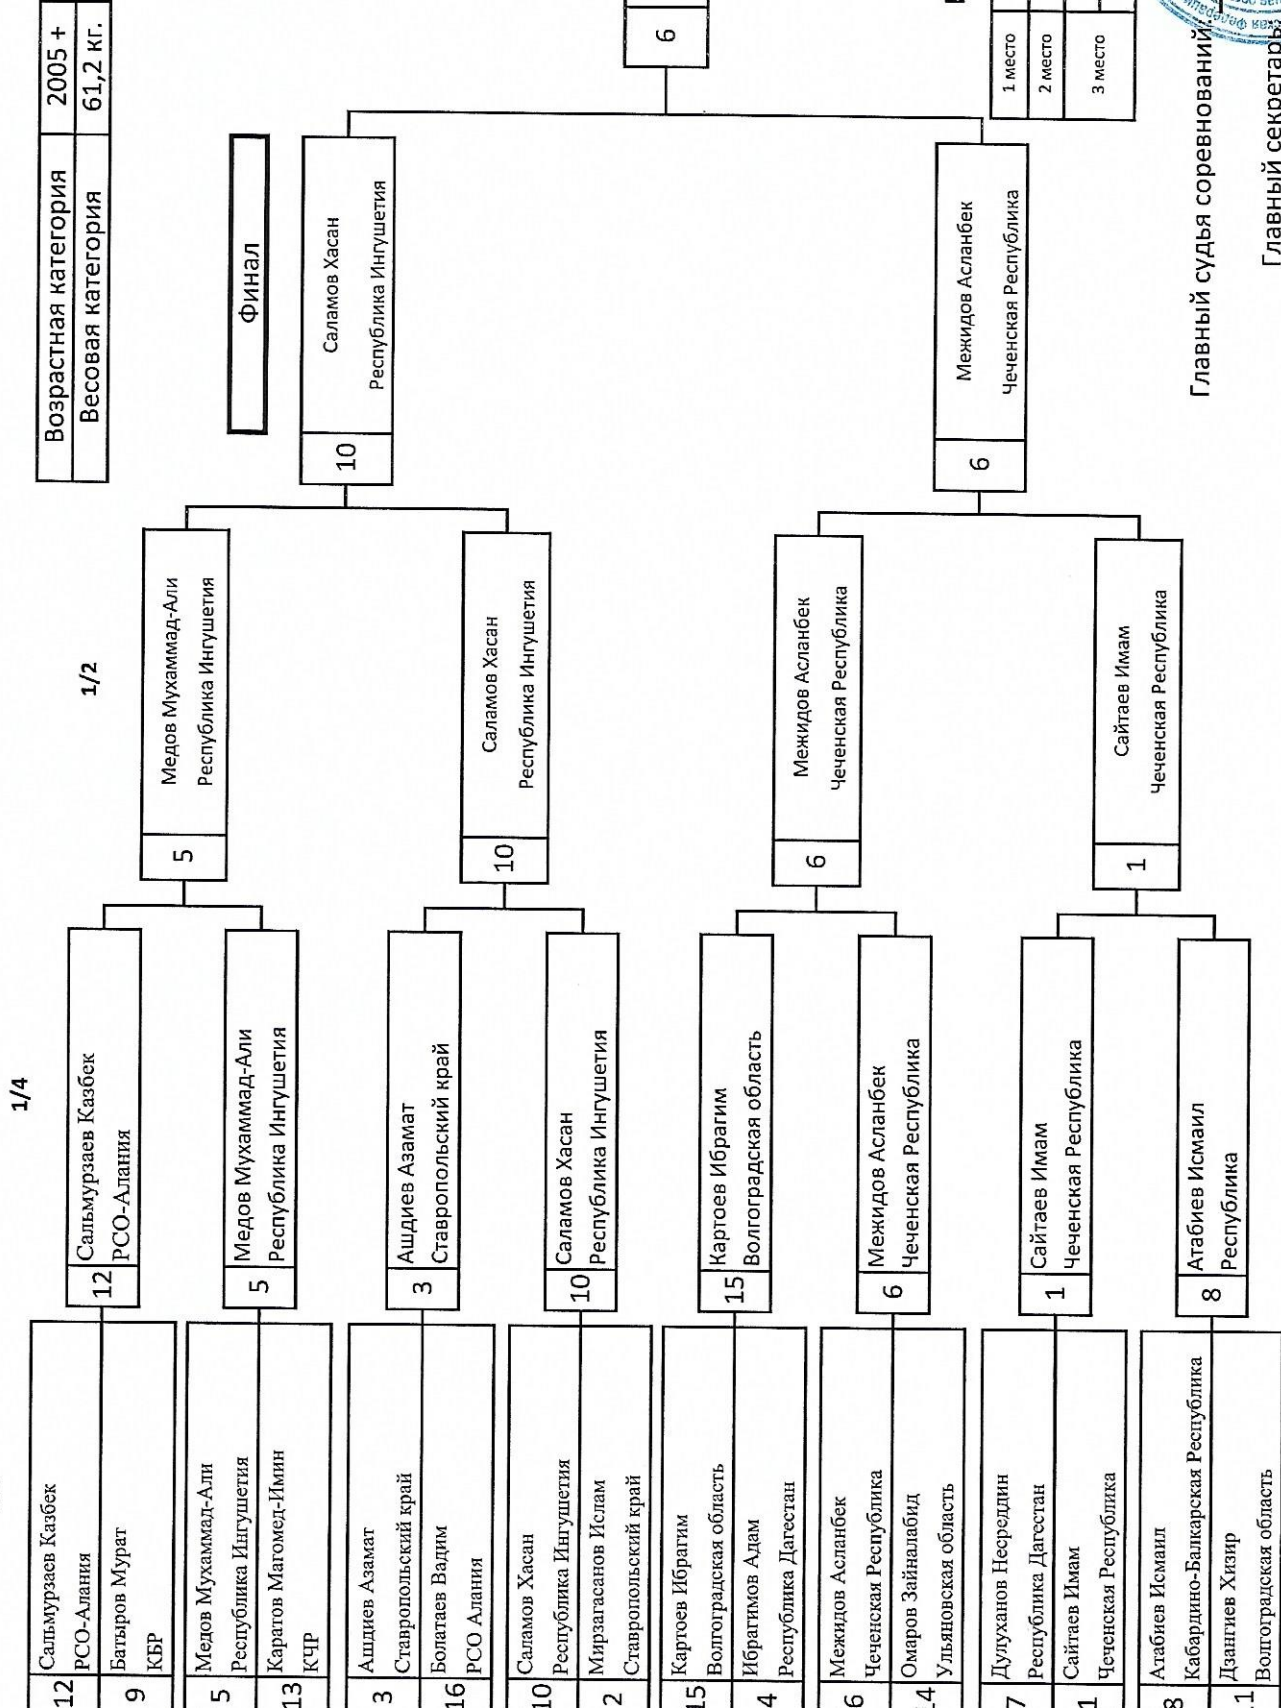 Возрастная категория 2005 +
Весовая категория 61,2 кг.
1/4
1/2
Финал
12 Сальмурзаев Казбек
РСО-Алания
9 Батыров Мурат
КБР
5 Медов Мухаммад-Али
Республика Ингушетия
13 Каратов Магомед-Имин
КЧР
3 Ашдиев Азамат
Ставропольский край
16 Болатаев Вадим
РСО Алания
10 Саламов Хасан
Республика Ингушетия
2 Мирзагасанов Ислам
Ставропольский край
15 Картоев Ибрагим
Волгоградская область
4 Ибрагимов Адам
Республика Дагестан
6 Межидов Асланбек
Чеченская Республика
Омаров Зайналабид
Ульяновская область
7 Дулуханов Несреддин
Республика Дагестан
1 Сайтаев Имам
Чеченская Республика
8 Атабиев Исмаил
Кабардино-Балкарская Республика
Дзангиев Хизир
Волгоградская область
12 Сальмурзаев Казбек
РСО-Алания
5 Медов Мухаммад-Али
Республика Ингушетия
3 Ашдиев Азамат
Ставропольский край
10 Саламов Хасан
Республика Ингушетия
15 Картоев Ибрагим
Волгоградская область
6 Межидов Асланбек
Чеченская Республика
1 Сайтаев Имам
Чеченская Республика
8 Атабиев Исмаил
Республика
5 Медов Мухаммад-Али
Республика Ингушетия
10 Саламов Хасан
Республика Ингушетия
6 Межидов Асланбек
Чеченская Республика
1 Сайтаев Имам
Чеченская Республика
10 Саламов Хасан
Республика Ингушетия
6 Межидов Асланбек
Чеченская Республика
6
1 место
2 место
3 место
Главный судья соревнований:
Главный секретарь